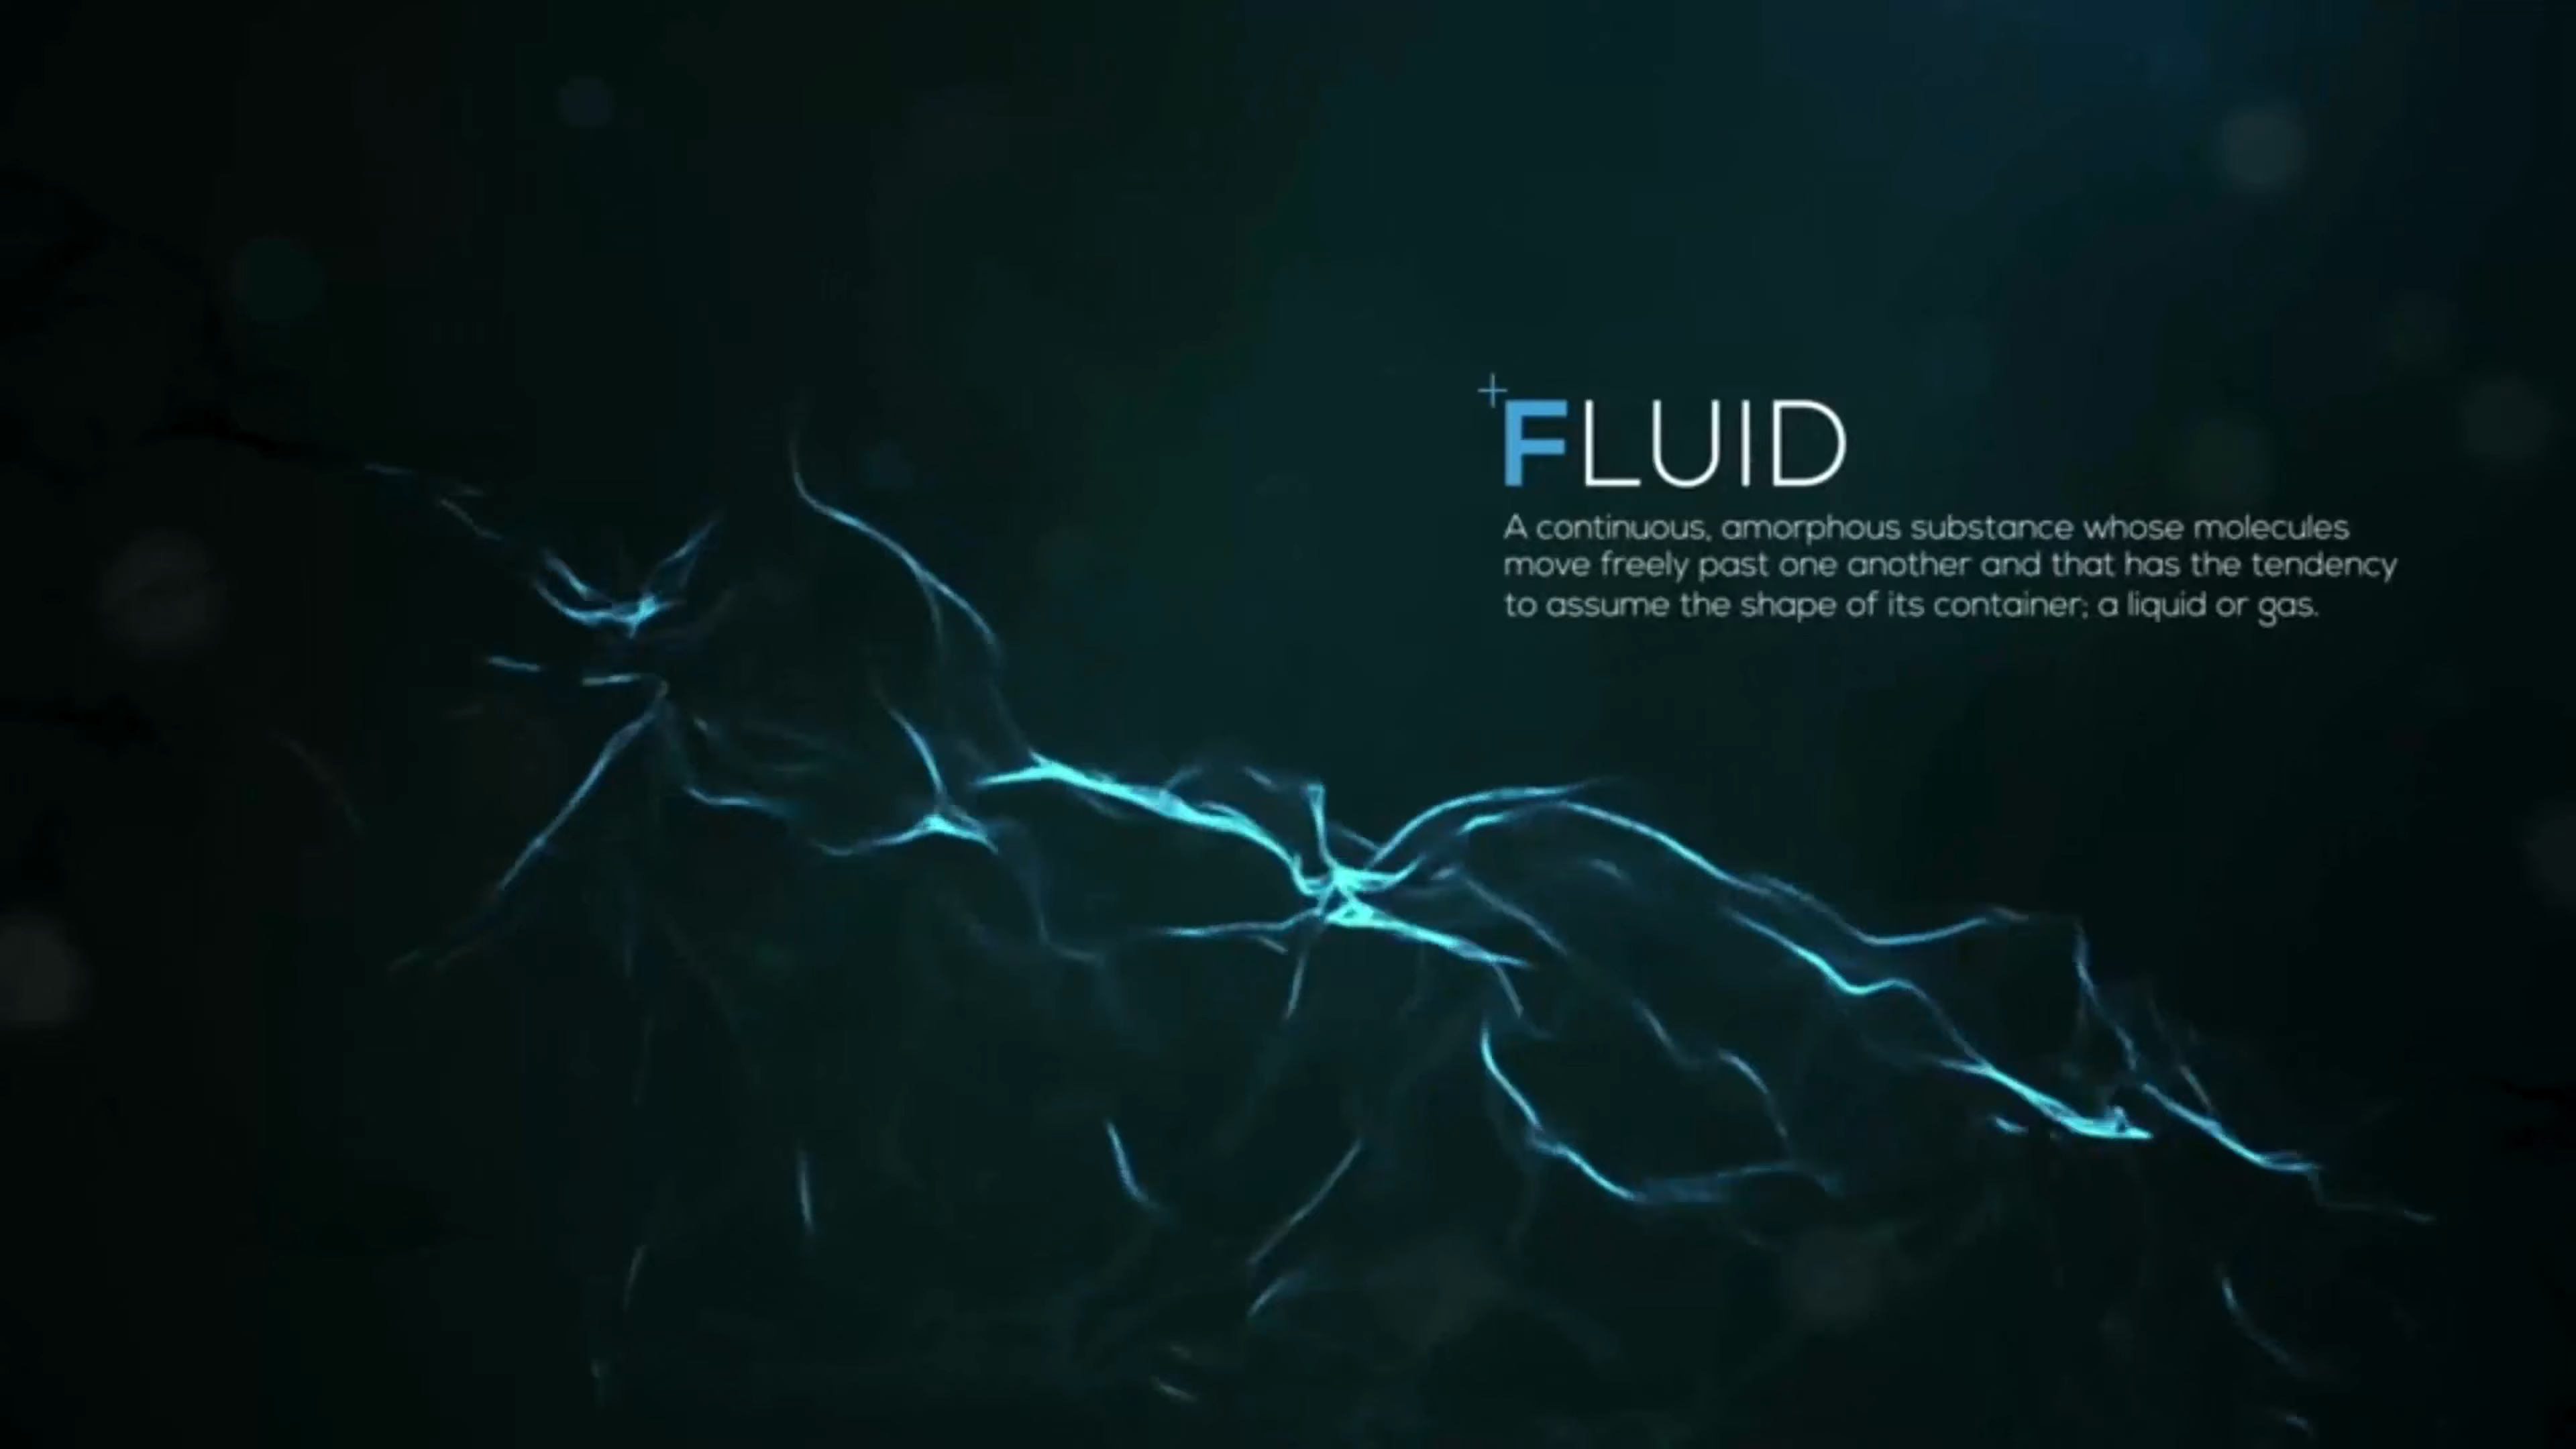 FLUID
A continuous, amorphous substance whose molecules
move freely past one another and that has the tendency
to assume the shape of its container; a liquid or gas.